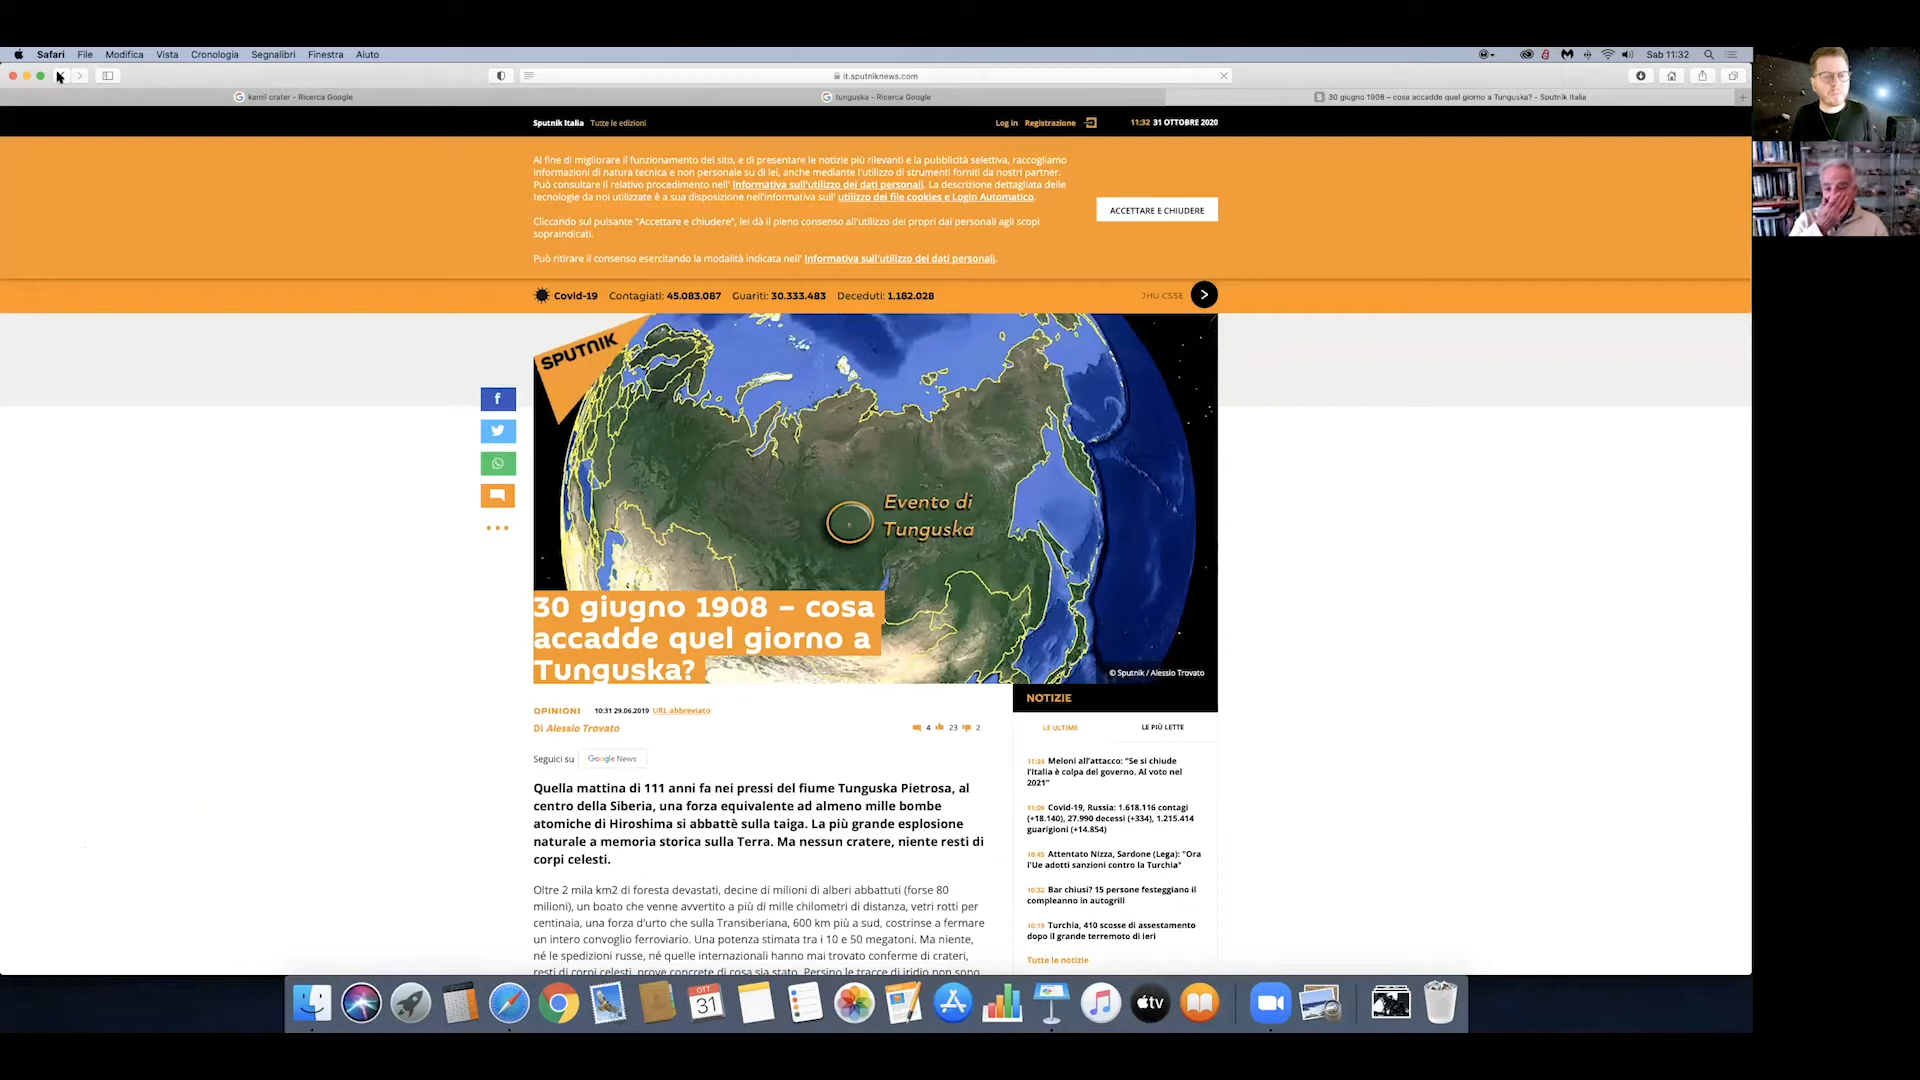 Safari File Modifica Vista Cronologia Segnalibri Finestra Aiuto Sab 11:32
it.sputniknews.com
kamil crater - Ricerca Google
tunguska - Ricerca Google
30 giugno 1908 – cosa accadde quel giorno a Tunguska? - Sputnik Italia
Sputnik Italia Tutte le edizioni
Log in Registrazione
11:32 31 OTTOBRE 2020
Al fine di migliorare il funzionamento del sito, e di presentare le notizie più rilevanti e la pubblicità selettiva, raccogliamo
informazioni di natura tecnica e non personale su di lei, anche mediante l'utilizzo di strumenti forniti da nostri partner.
Può consultare il relativo procedimento nell' Informativa sull'utilizzo dei dati personali. La descrizione dettagliata delle
tecnologie da noi utilizzate è a sua disposizione nell'informativa sull' utilizzo dei file cookies e Login Automatico.
Cliccando sul pulsante "Accettare e chiudere", lei dà il pieno consenso all'utilizzo dei propri dai personali agli scopi
sopraindicati.
Può ritirare il consenso esercitando la modalità indicata nell' Informativa sull'utilizzo dei dati personali.
ACCETTARE E CHIUDERE
Covid-19 Contagiati: 45.083.087 Guariti: 30.333.483 Deceduti: 1.182.028
JHU CSSE
SPUTNIK
Evento di
Tunguska
30 giugno 1908 – cosa
accadde quel giorno a
Tunguska?
© Sputnik / Alessio Trovato
OPINIONI 10:31 29.06.2019 URL abbreviato
Di Alessio Trovato
4 23 2
Seguici su Google News
Quella mattina di 111 anni fa nei pressi del fiume Tunguska Pietrosa, al
centro della Siberia, una forza equivalente ad almeno mille bombe
atomiche di Hiroshima si abbattè sulla taiga. La più grande esplosione
naturale a memoria storica sulla Terra. Ma nessun cratere, niente resti di
corpi celesti.
Oltre 2 mila km2 di foresta devastati, decine di milioni di alberi abbattuti (forse 80
milioni), un boato che venne avvertito a più di mille chilometri di distanza, vetri rotti per
centinaia, una forza d'urto che sulla Transiberiana, 600 km più a sud, costrinse a fermare
un intero convoglio ferroviario. Una potenza stimata tra i 10 e 50 megatoni. Ma niente,
né le spedizioni russe, né quelle internazionali hanno mai trovato conferme di crateri,
resti di corpi celesti, prove concrete di cosa sia stato. Persino le tracce di iridio non sono
NOTIZIE
LE ULTIME LE PIÙ LETTE
11:24 Meloni all'attacco: "Se si chiude
l'Italia è colpa del governo. Al voto nel
2021"
11:09 Covid-19, Russia: 1.618.116 contagi
(+18.140), 27.990 decessi (+334), 1.215.414
guarigioni (+14.854)
10:45 Attentato Nizza, Sardone (Lega): "Ora
l'Ue adotti sanzioni contro la Turchia"
10:32 Bar chiusi? 15 persone festeggiano il
compleanno in autogrill
10:19 Turchia, 410 scosse di assestamento
dopo il grande terremoto di ieri
Tutte le notizie
OTT
31
tv